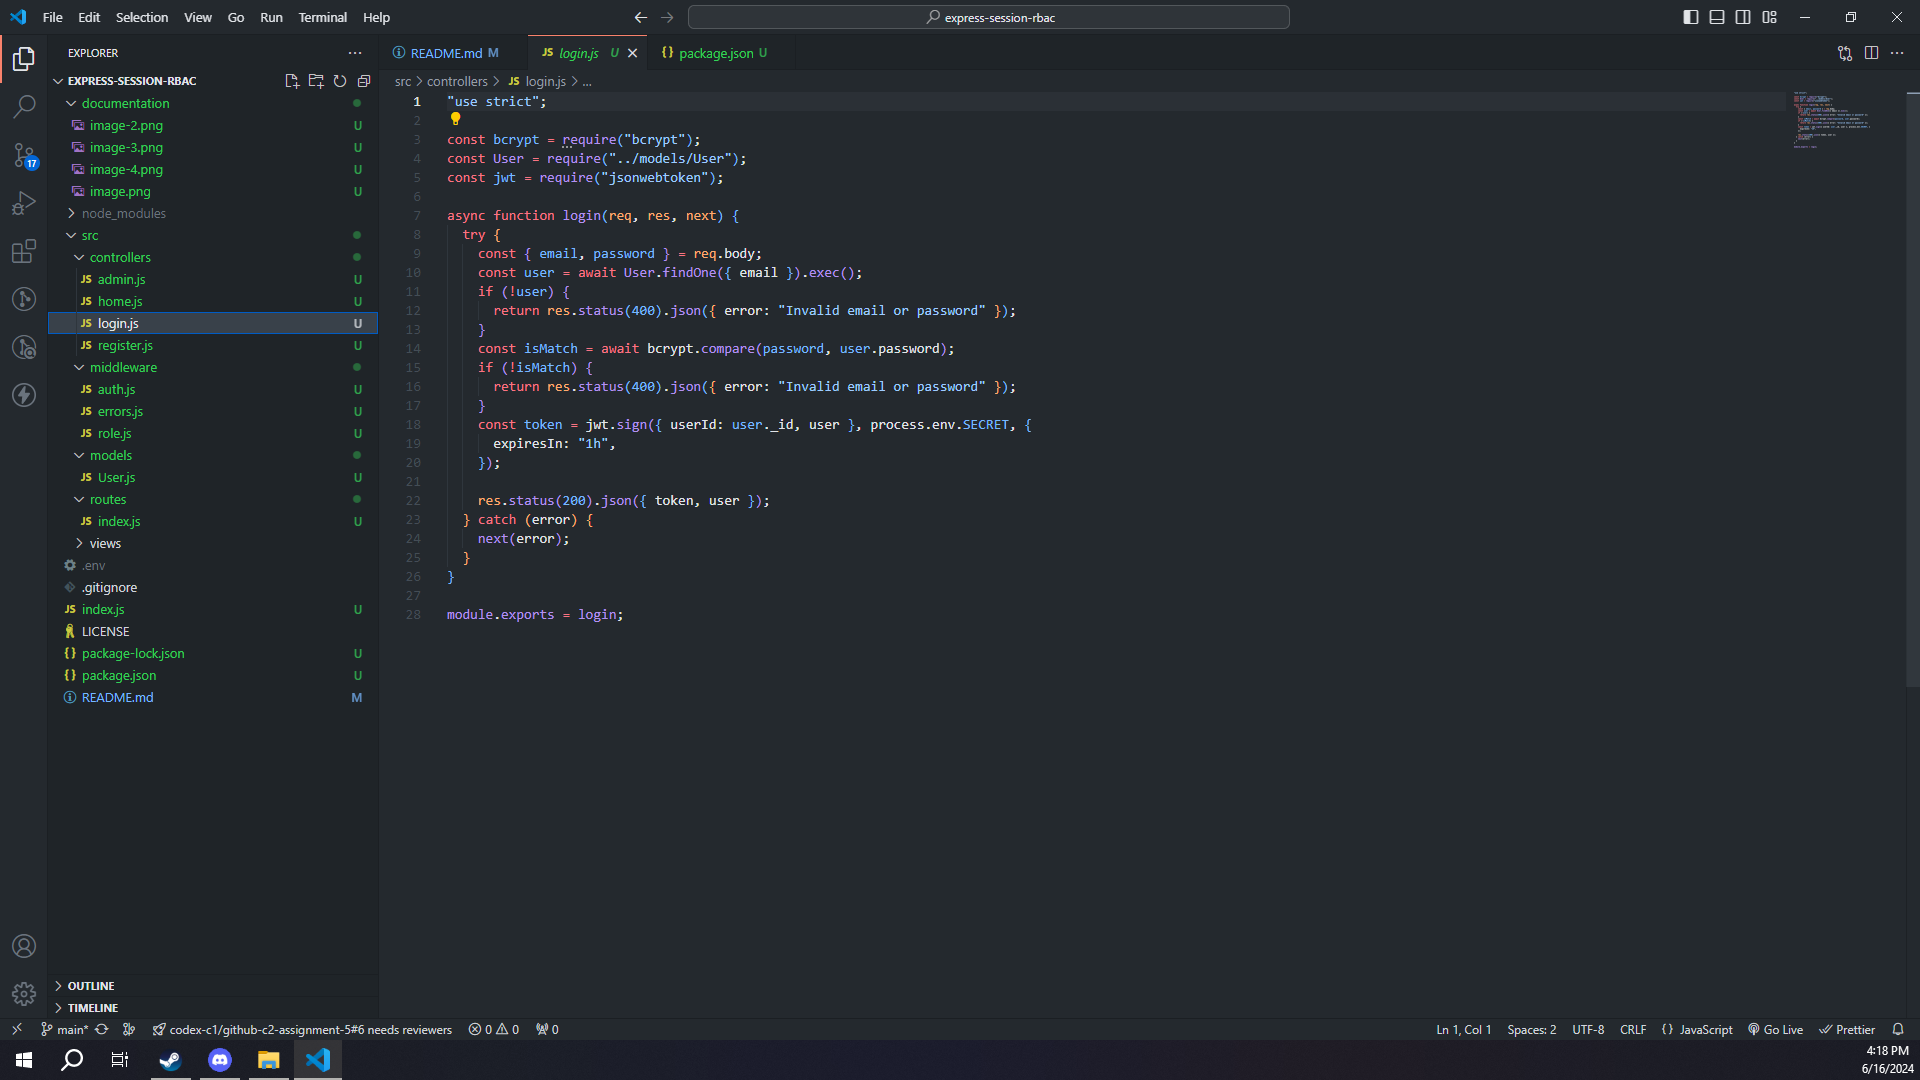 File Edit Selection View Go Run Terminal Help
express-session-rbac
EXPLORER
EXPRESS-SESSION-RBAC
documentation
image-2.png U
image-3.png U
image-4.png U
image.png U
node_modules
src
controllers
admin.js U
home.js U
login.js U
register.js U
middleware
auth.js U
errors.js U
role.js U
models
User.js U
routes
index.js U
views
.env
.gitignore
index.js U
LICENSE
package-lock.json U
package.json U
README.md M
OUTLINE
TIMELINE
17
README.md M
JS login.js U
package.json U
src > controllers > JS login.js > ...
1 "use strict";
2
3 const bcrypt = require("bcrypt");
4 const User = require("../models/User");
5 const jwt = require("jsonwebtoken");
6
7 async function login(req, res, next) {
8 try {
9 const { email, password } = req.body;
10 const user = await User.findOne({ email }).exec();
11 if (!user) {
12 return res.status(400).json({ error: "Invalid email or password" });
13 }
14 const isMatch = await bcrypt.compare(password, user.password);
15 if (!isMatch) {
16 return res.status(400).json({ error: "Invalid email or password" });
17 }
18 const token = jwt.sign({ userId: user._id, user }, process.env.SECRET, {
19 expiresIn: "1h",
20 });
21
22 res.status(200).json({ token, user });
23 } catch (error) {
24 next(error);
25 }
26 }
27
28 module.exports = login;
main* codex-c1/github-c2-assignment-5#6 needs reviewers 0 0 0
Ln 1, Col 1 Spaces: 2 UTF-8 CRLF {} JavaScript Go Live Prettier
4:18 PM
6/16/2024